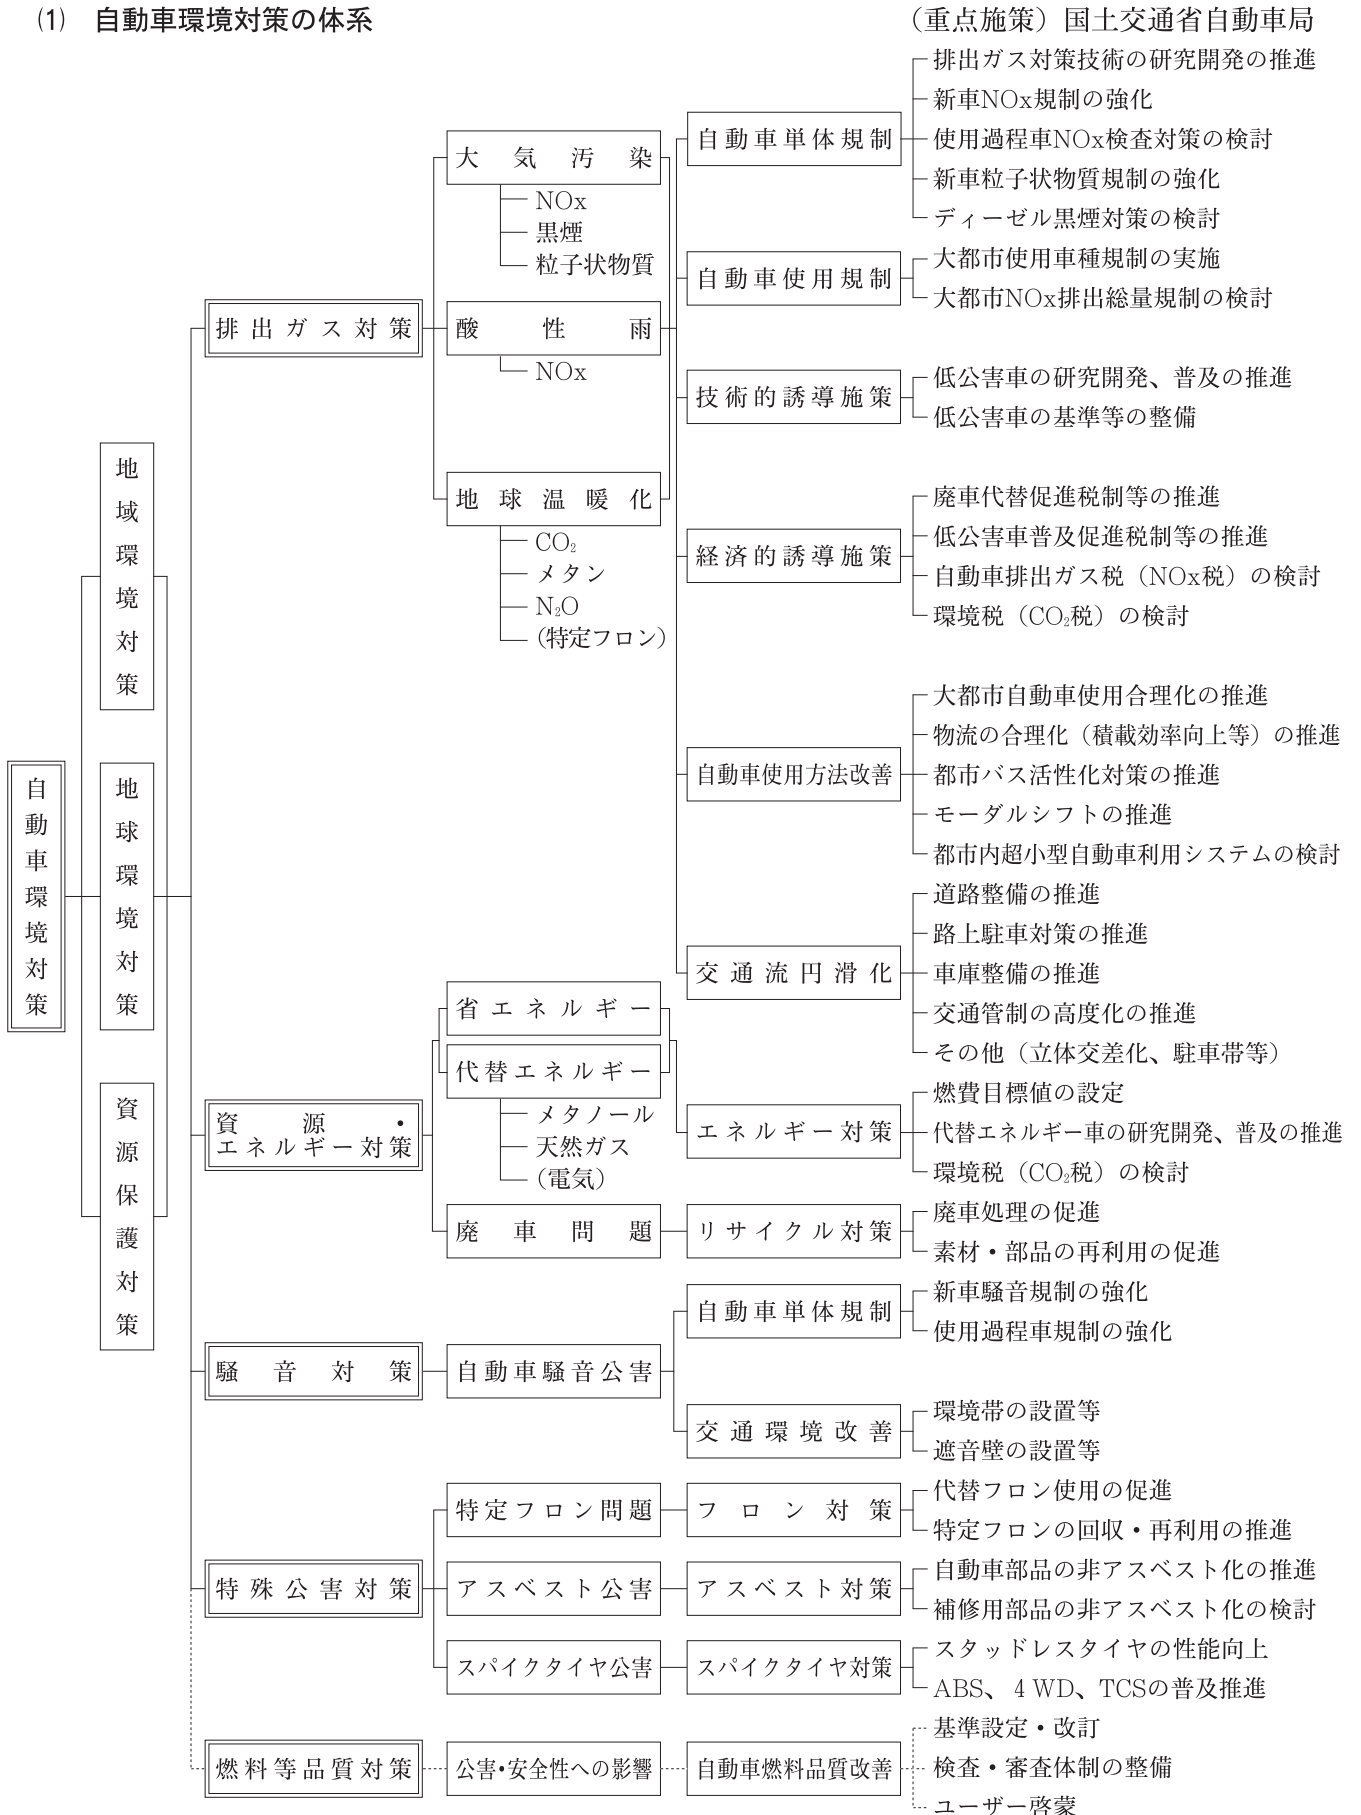 (1) 自動車環境対策の体系
（重点施策）国土交通省自動車局
自動車環境対策
地域環境対策
地球環境対策
資源保護対策
排出ガス対策
大気汚染
NOx
黒煙
粒子状物質
酸性雨
NOx
地球温暖化
CO₂
メタン
N₂O
（特定フロン）
自動車単体規制
排出ガス対策技術の研究開発の推進
新車NOx規制の強化
使用過程車NOx検査対策の検討
新車粒子状物質規制の強化
ディーゼル黒煙対策の検討
自動車使用規制
大都市使用車種規制の実施
大都市NOx排出総量規制の検討
技術的誘導施策
低公害車の研究開発、普及の推進
低公害車の基準等の整備
経済的誘導施策
廃車代替促進税制等の推進
低公害車普及促進税制等の推進
自動車排出ガス税（NOx税）の検討
環境税（CO₂税）の検討
自動車使用方法改善
大都市自動車使用合理化の推進
物流の合理化（積載効率向上等）の推進
都市バス活性化対策の推進
モーダルシフトの推進
都市内超小型自動車利用システムの検討
交通流円滑化
道路整備の推進
路上駐車対策の推進
車庫整備の推進
交通管制の高度化の推進
その他（立体交差化、駐車帯等）
資源・
エネルギー対策
省エネルギー
代替エネルギー
メタノール
天然ガス
（電気）
エネルギー対策
燃費目標値の設定
代替エネルギー車の研究開発、普及の推進
環境税（CO₂税）の検討
廃車問題
リサイクル対策
廃車処理の促進
素材・部品の再利用の促進
騒音対策
自動車騒音公害
自動車単体規制
新車騒音規制の強化
使用過程車規制の強化
交通環境改善
環境帯の設置等
遮音壁の設置等
特殊公害対策
特定フロン問題
フロン対策
代替フロン使用の促進
特定フロンの回収・再利用の推進
アスベスト公害
アスベスト対策
自動車部品の非アスベスト化の推進
補修用部品の非アスベスト化の検討
スパイクタイヤ公害
スパイクタイヤ対策
スタッドレスタイヤの性能向上
ABS、4WD、TCSの普及推進
燃料等品質対策
公害・安全性への影響
自動車燃料品質改善
基準設定・改訂
検査・審査体制の整備
ユーザー啓蒙